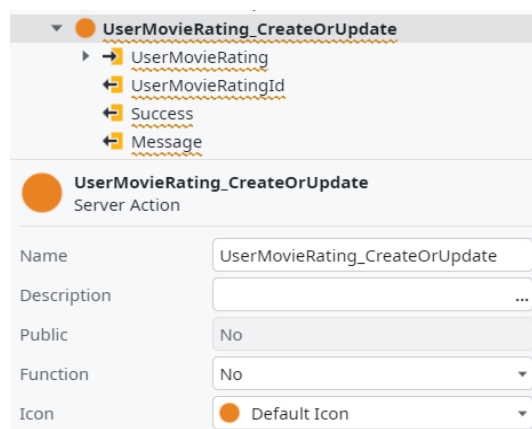 UserMovieRating_CreateOrUpdate
UserMovieRating
UserMovieRatingId
Success
Message
UserMovieRating_CreateOrUpdate
Server Action
Name UserMovieRating_CreateOrUpdate
Description ...
Public No
Function No
Icon Default Icon